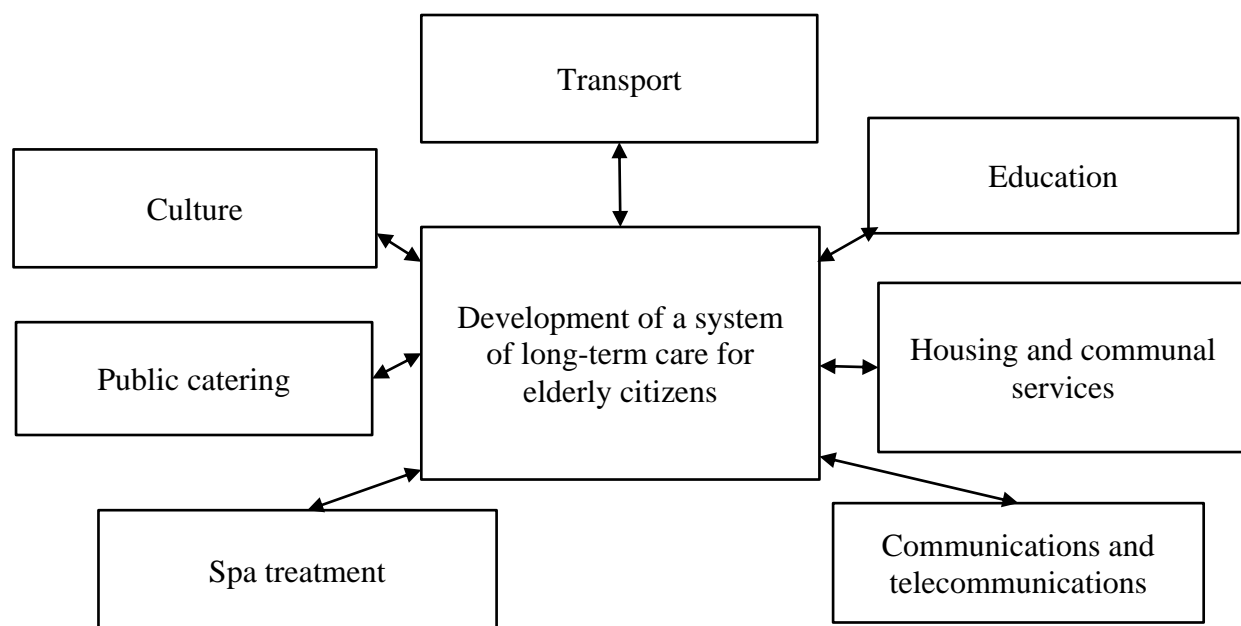 Transport
Education
Culture
Development of a system
of long-term care for
elderly citizens
Housing and communal
services
Public catering
Communications and
telecommunications
Spa treatment